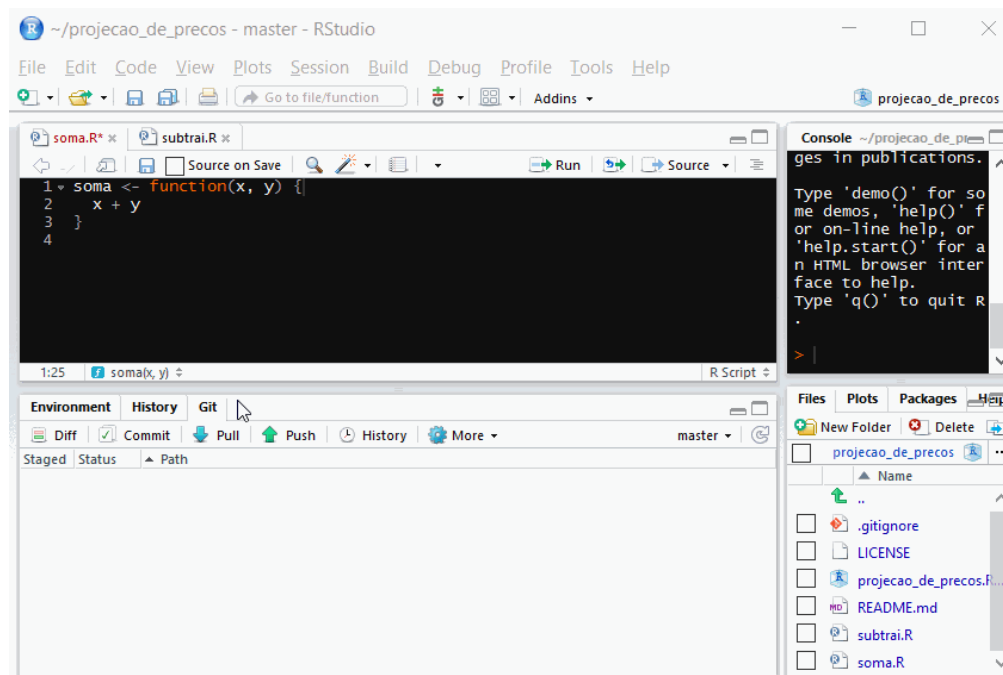 ~/projecao_de_precos - master - RStudio
File Edit Code View Plots Session Build Debug Profile Tools Help
Go to file/function Addins projecao_de_precos
soma.R* × subtrai.R ×
Source on Save Run Source
1 soma <- function(x, y) {
2 x + y
3 }
4
1:25 soma(x, y) R Script
Console ~/projecao_de_pr
ges in publications.
Type 'demo()' for so
me demos, 'help()' f
or on-line help, or
'help.start()' for a
n HTML browser inter
face to help.
Type 'q()' to quit R
.
>
Environment History Git
Diff Commit Pull Push History More master
Staged Status Path
Files Plots Packages Help
New Folder Delete
projecao_de_precos ...
Name
..
.gitignore
LICENSE
projecao_de_precos.R...
README.md
subtrai.R
soma.R